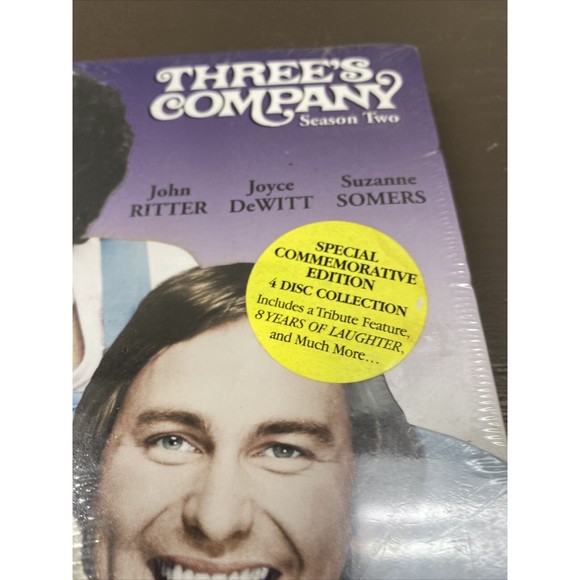 THREE'S
COMPANY
Season Two
John Joyce Suzanne
RITTER DeWITT SOMERS
SPECIAL
COMMEMORATIVE
EDITION
4 DISC COLLECTION
Includes a Tribute Feature,
8 YEARS OF LAUGHTER,
and Much More...